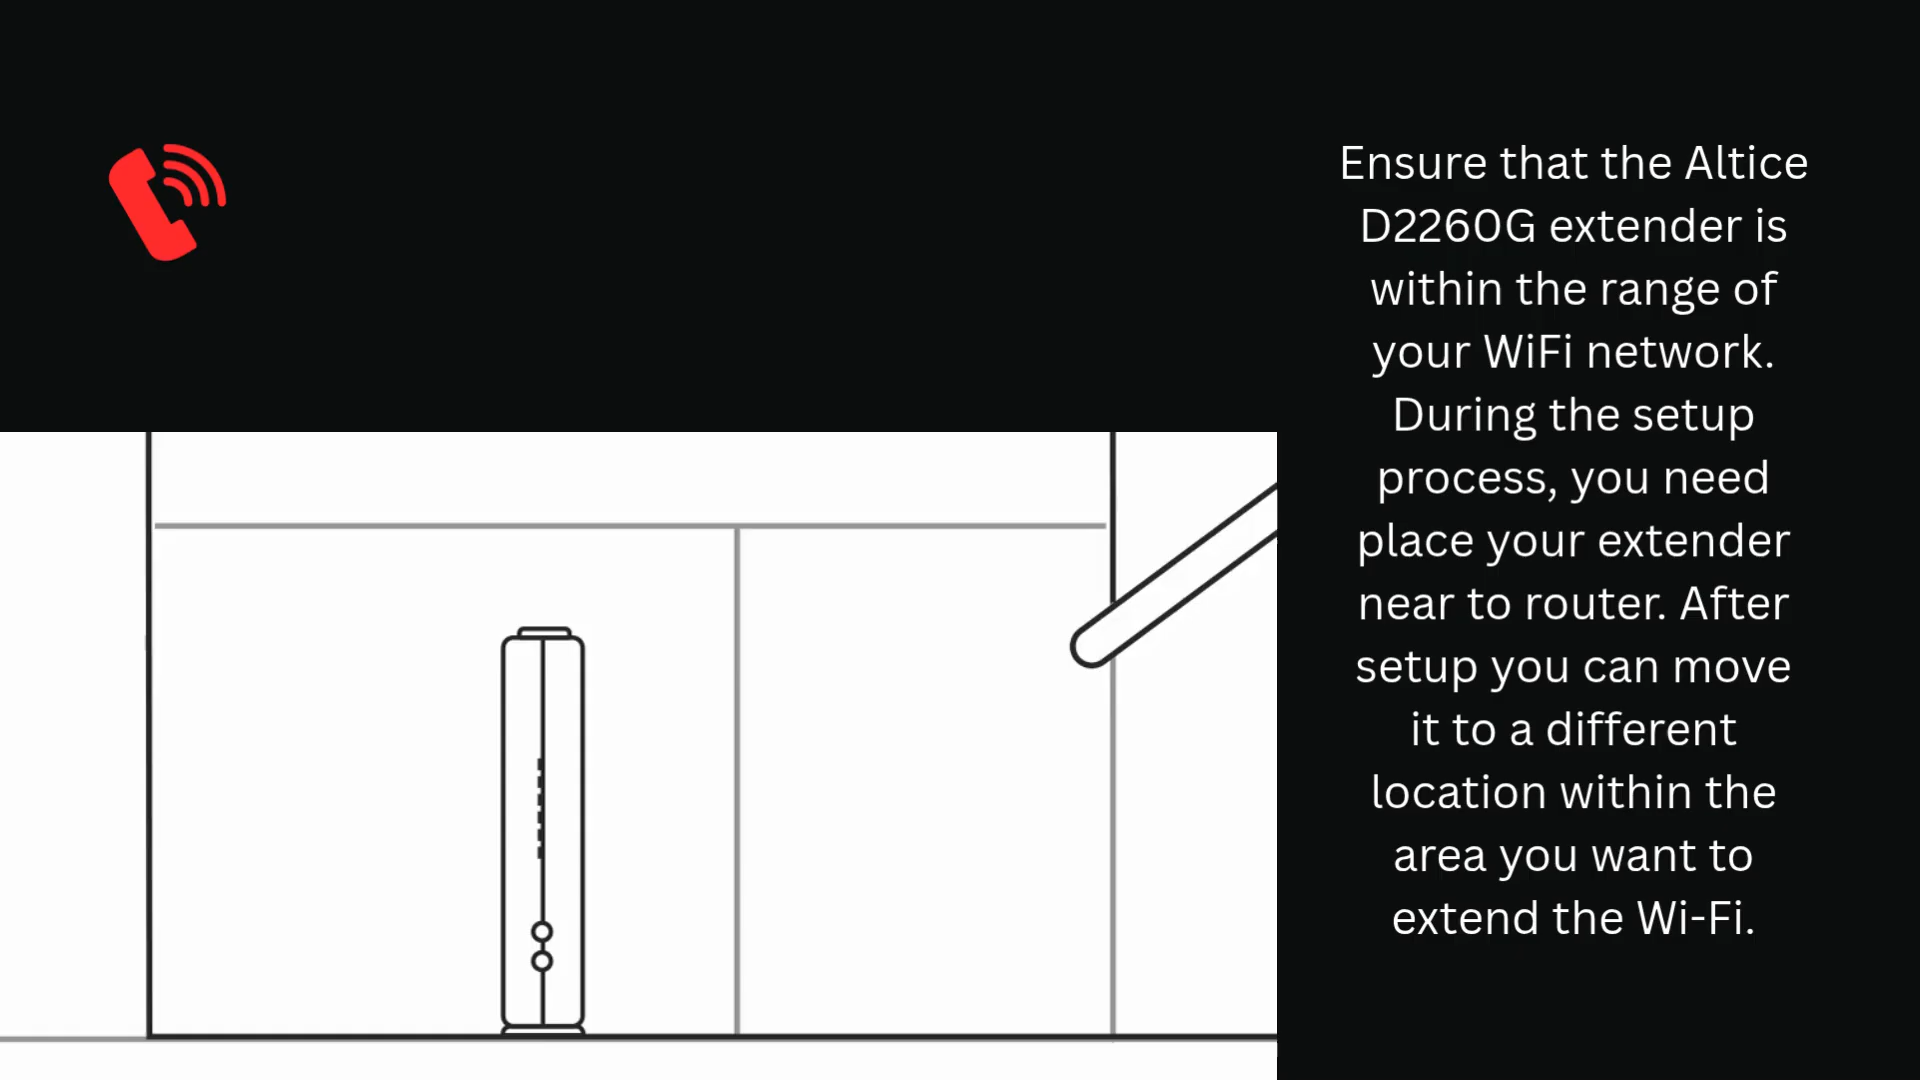 Ensure that the Altice
D2260G extender is
within the range of
your WiFi network.
During the setup
process, you need
place your extender
near to router. After
setup you can move
it to a different
location within the
area you want to
extend the Wi-Fi.